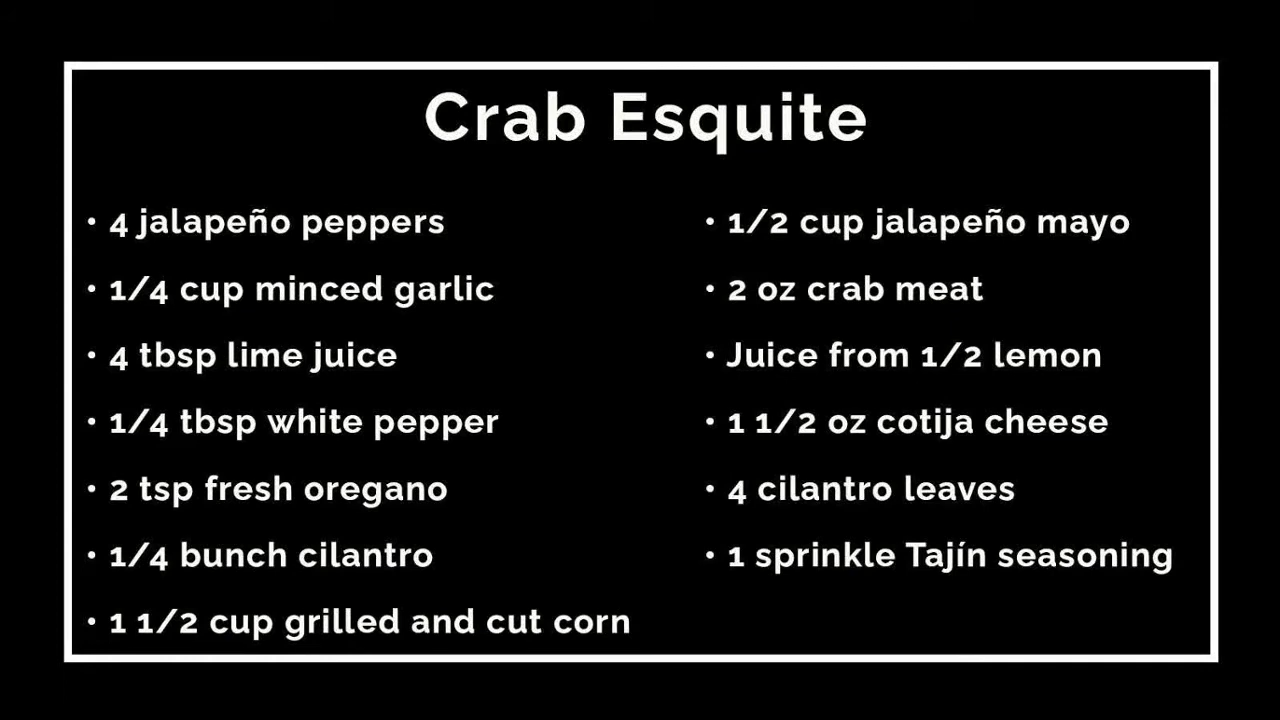 Crab Esquite
• 4 jalapeño peppers
• 1/4 cup minced garlic
• 4 tbsp lime juice
• 1/4 tbsp white pepper
• 2 tsp fresh oregano
• 1/4 bunch cilantro
• 1 1/2 cup grilled and cut corn
• 1/2 cup jalapeño mayo
• 2 oz crab meat
• Juice from 1/2 lemon
• 1 1/2 oz cotija cheese
• 4 cilantro leaves
• 1 sprinkle Tajín seasoning